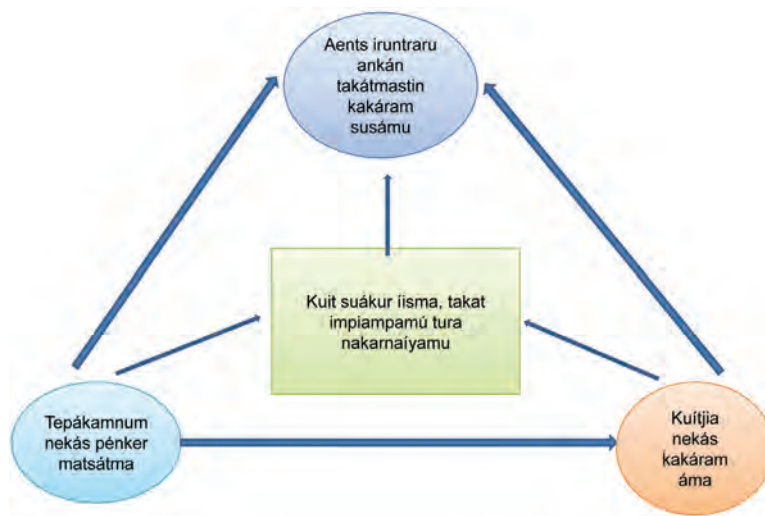 Aents iruntraru
ankán
takátmastin
kakáram
susámu
Kuit suákur íisma, takat
impiampamú tura
nakarnaíyamu
Tepákamnum
nekás pénker
matsátma
Kuítjia
nekás
kakáram
áma